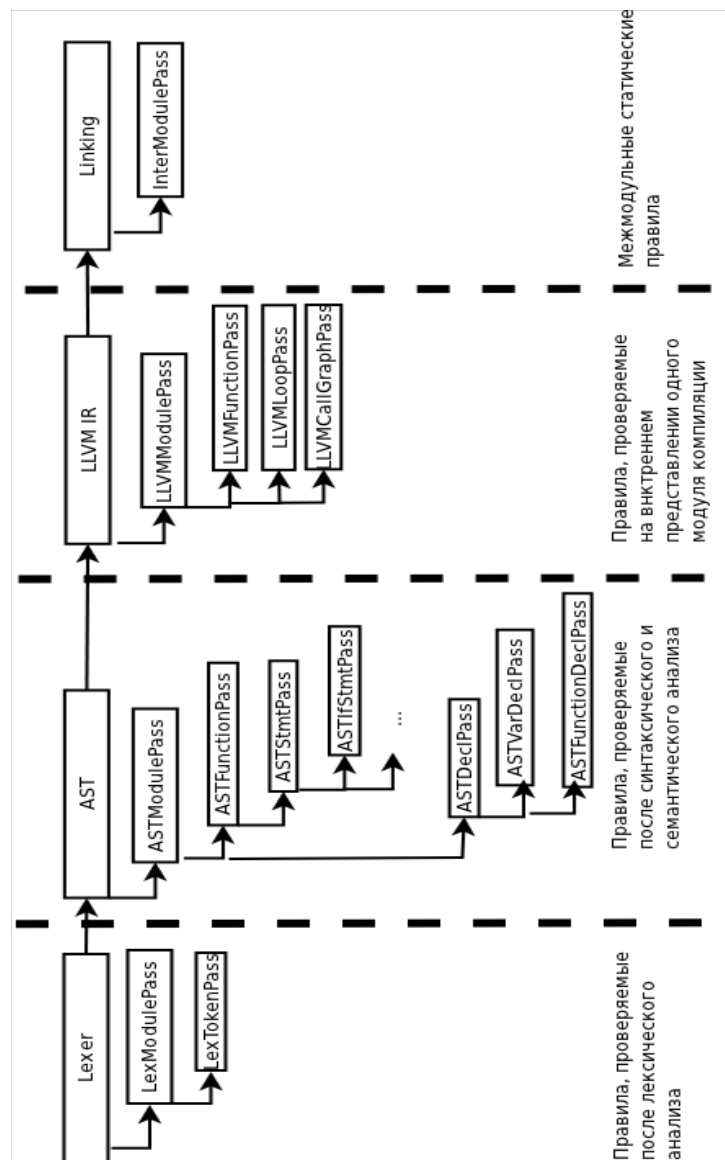 Lexer
LexModulePass
LexTokenPass
Правила, проверяемые
после лексического
анализа
AST
ASTModulePass
ASTFunctionPass
ASTStmtPass
ASTIfStmtPass
...
ASTDeclPass
ASTVarDeclPass
ASTFunctionDeclPass
Правила, проверяемые
после синтаксического и
семантического анализа
LLVM IR
LLVMModulePass
LLVMFunctionPass
LLVMLoopPass
LLVMCallGraphPass
Правила, проверяемые
на внктреннем
представлении одного
модуля компиляции
Linking
InterModulePass
Межмодульные статические
правила